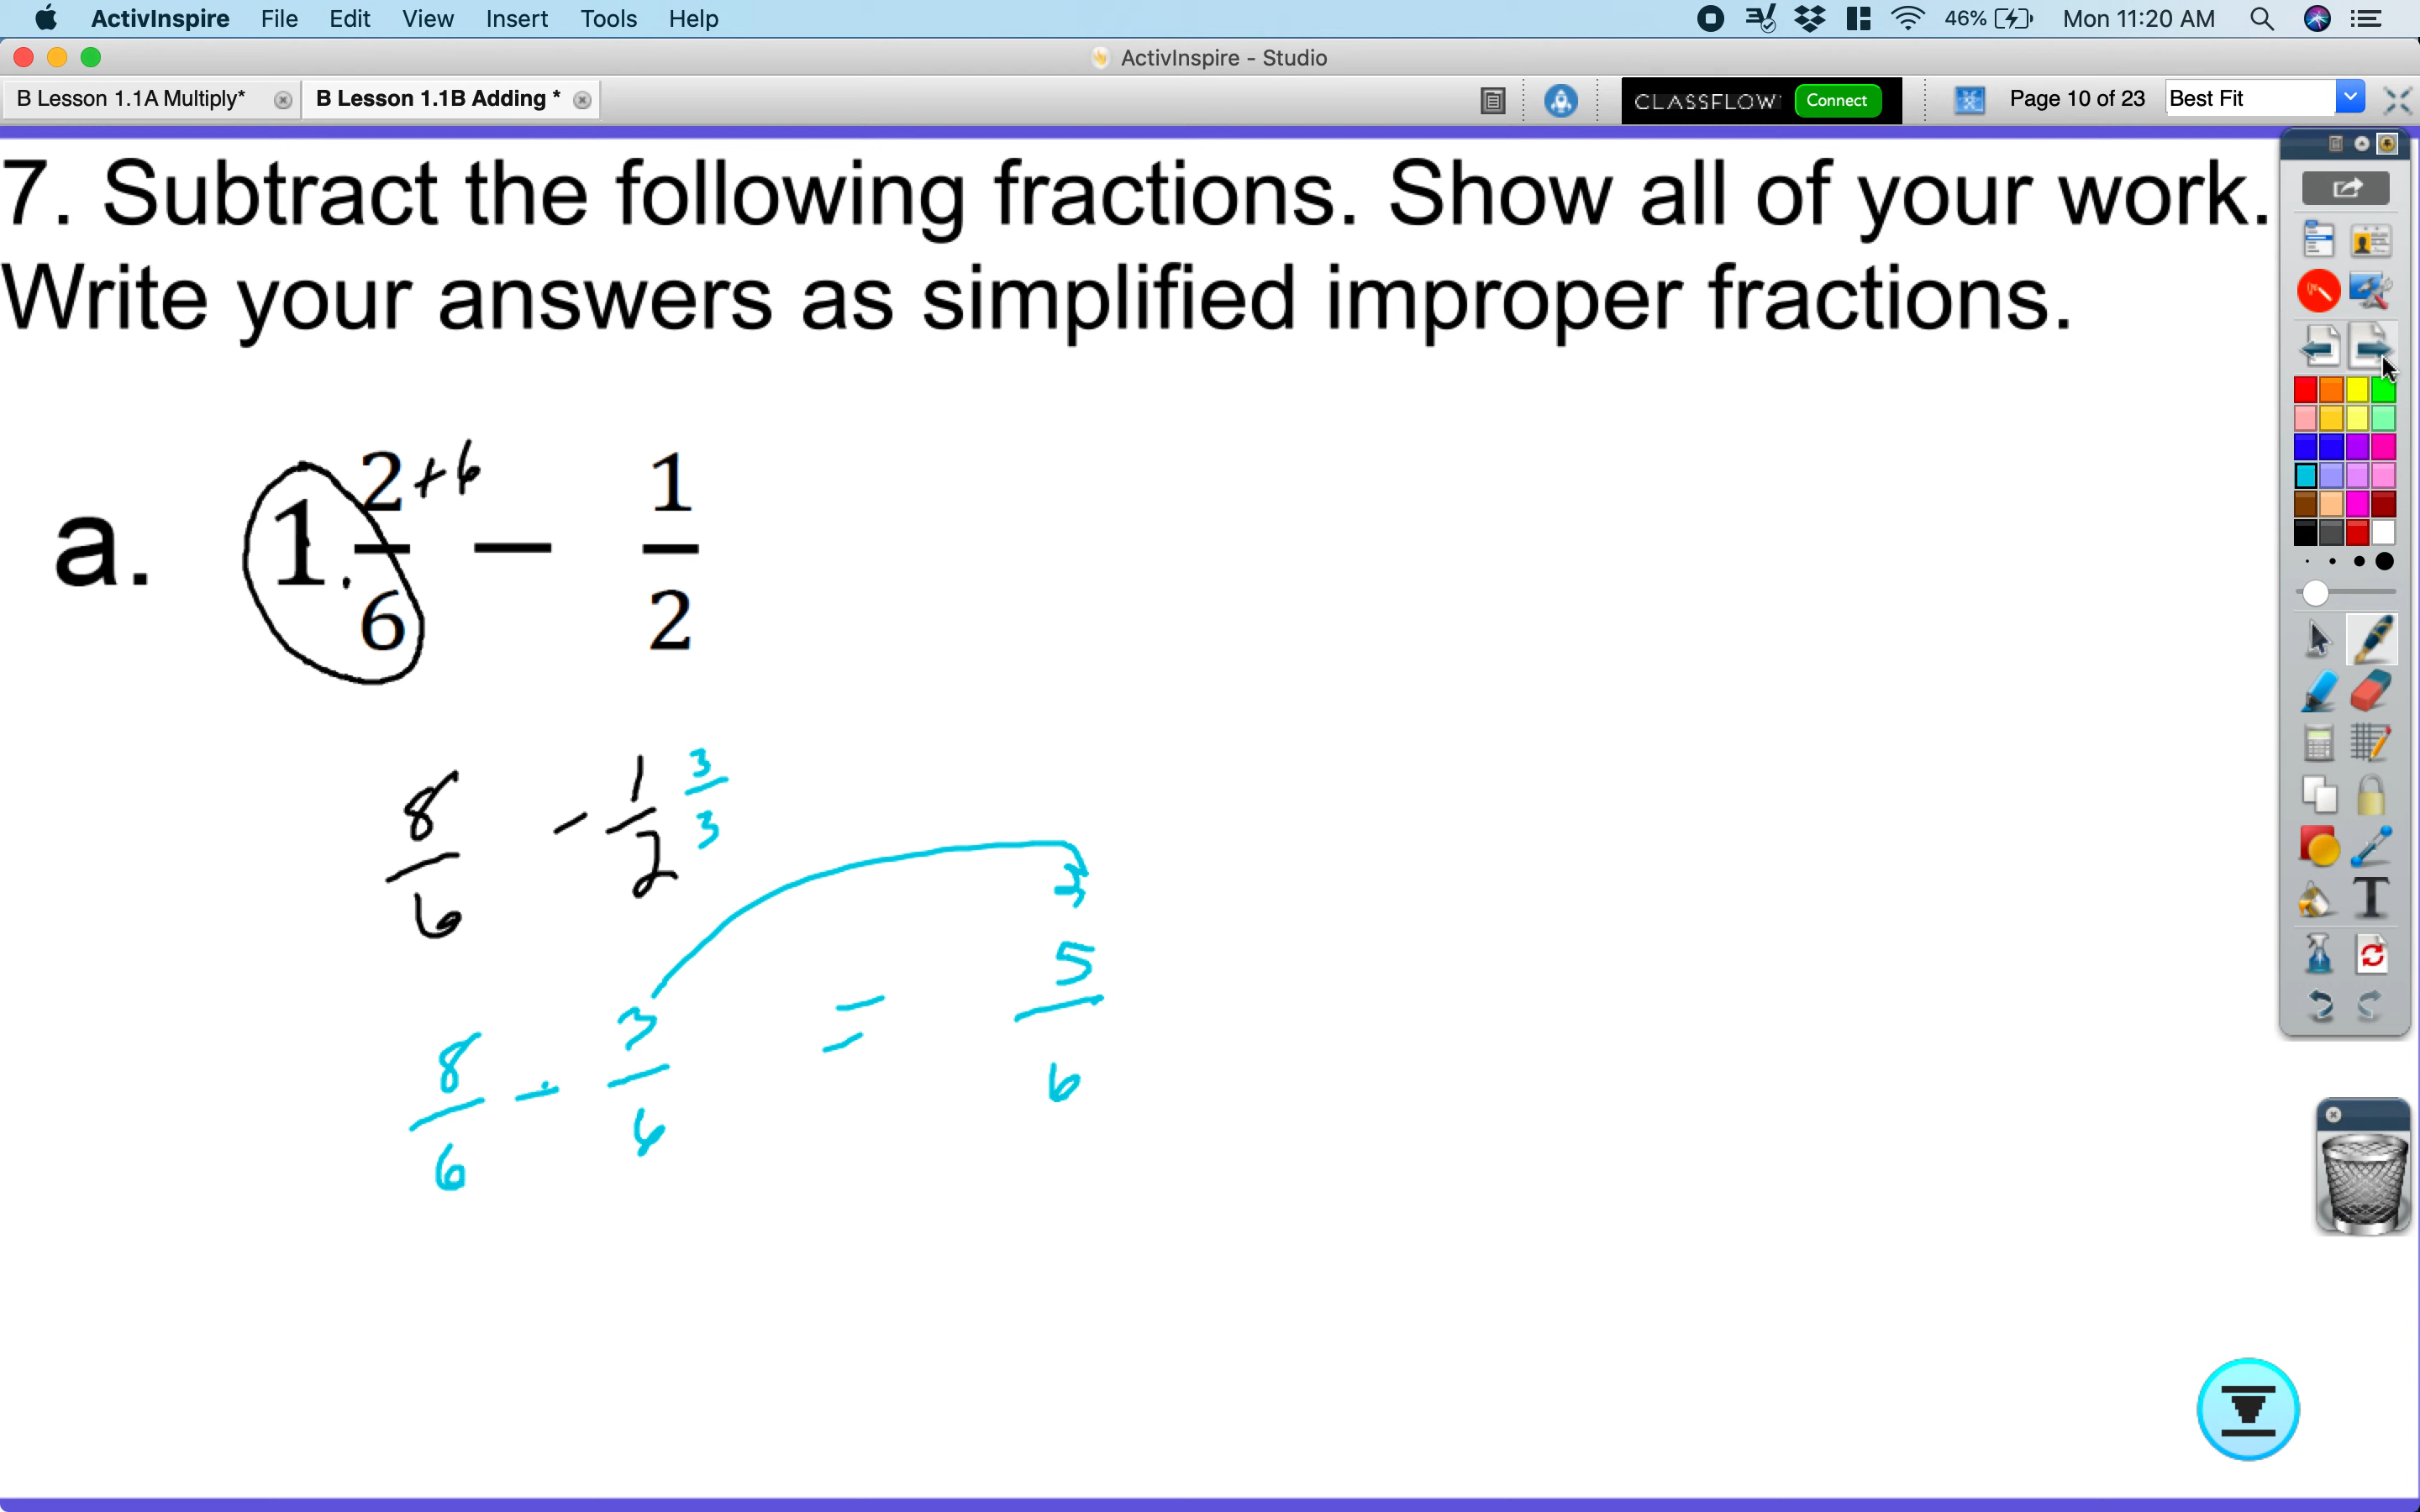 ActivInspire File Edit View Insert Tools Help 46% Mon 11:20 AM
ActivInspire - Studio
B Lesson 1.1A Multiply* B Lesson 1.1B Adding * CLASSFLOW Connect Page 10 of 23 Best Fit
7. Subtract the following fractions. Show all of your work.
Write your answers as simplified improper fractions.
2 +6 1
a. 1. — —
6 2
8 - 1 3
6 2 3
3
8 - 3 = 5
6 6 6
T